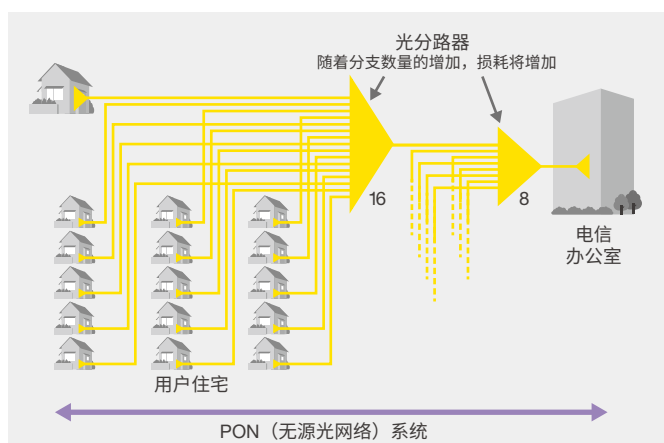 光分路器
随着分支数量的增加，损耗将增加
16
8
电信
办公室
用户住宅
PON（无源光网络）系统